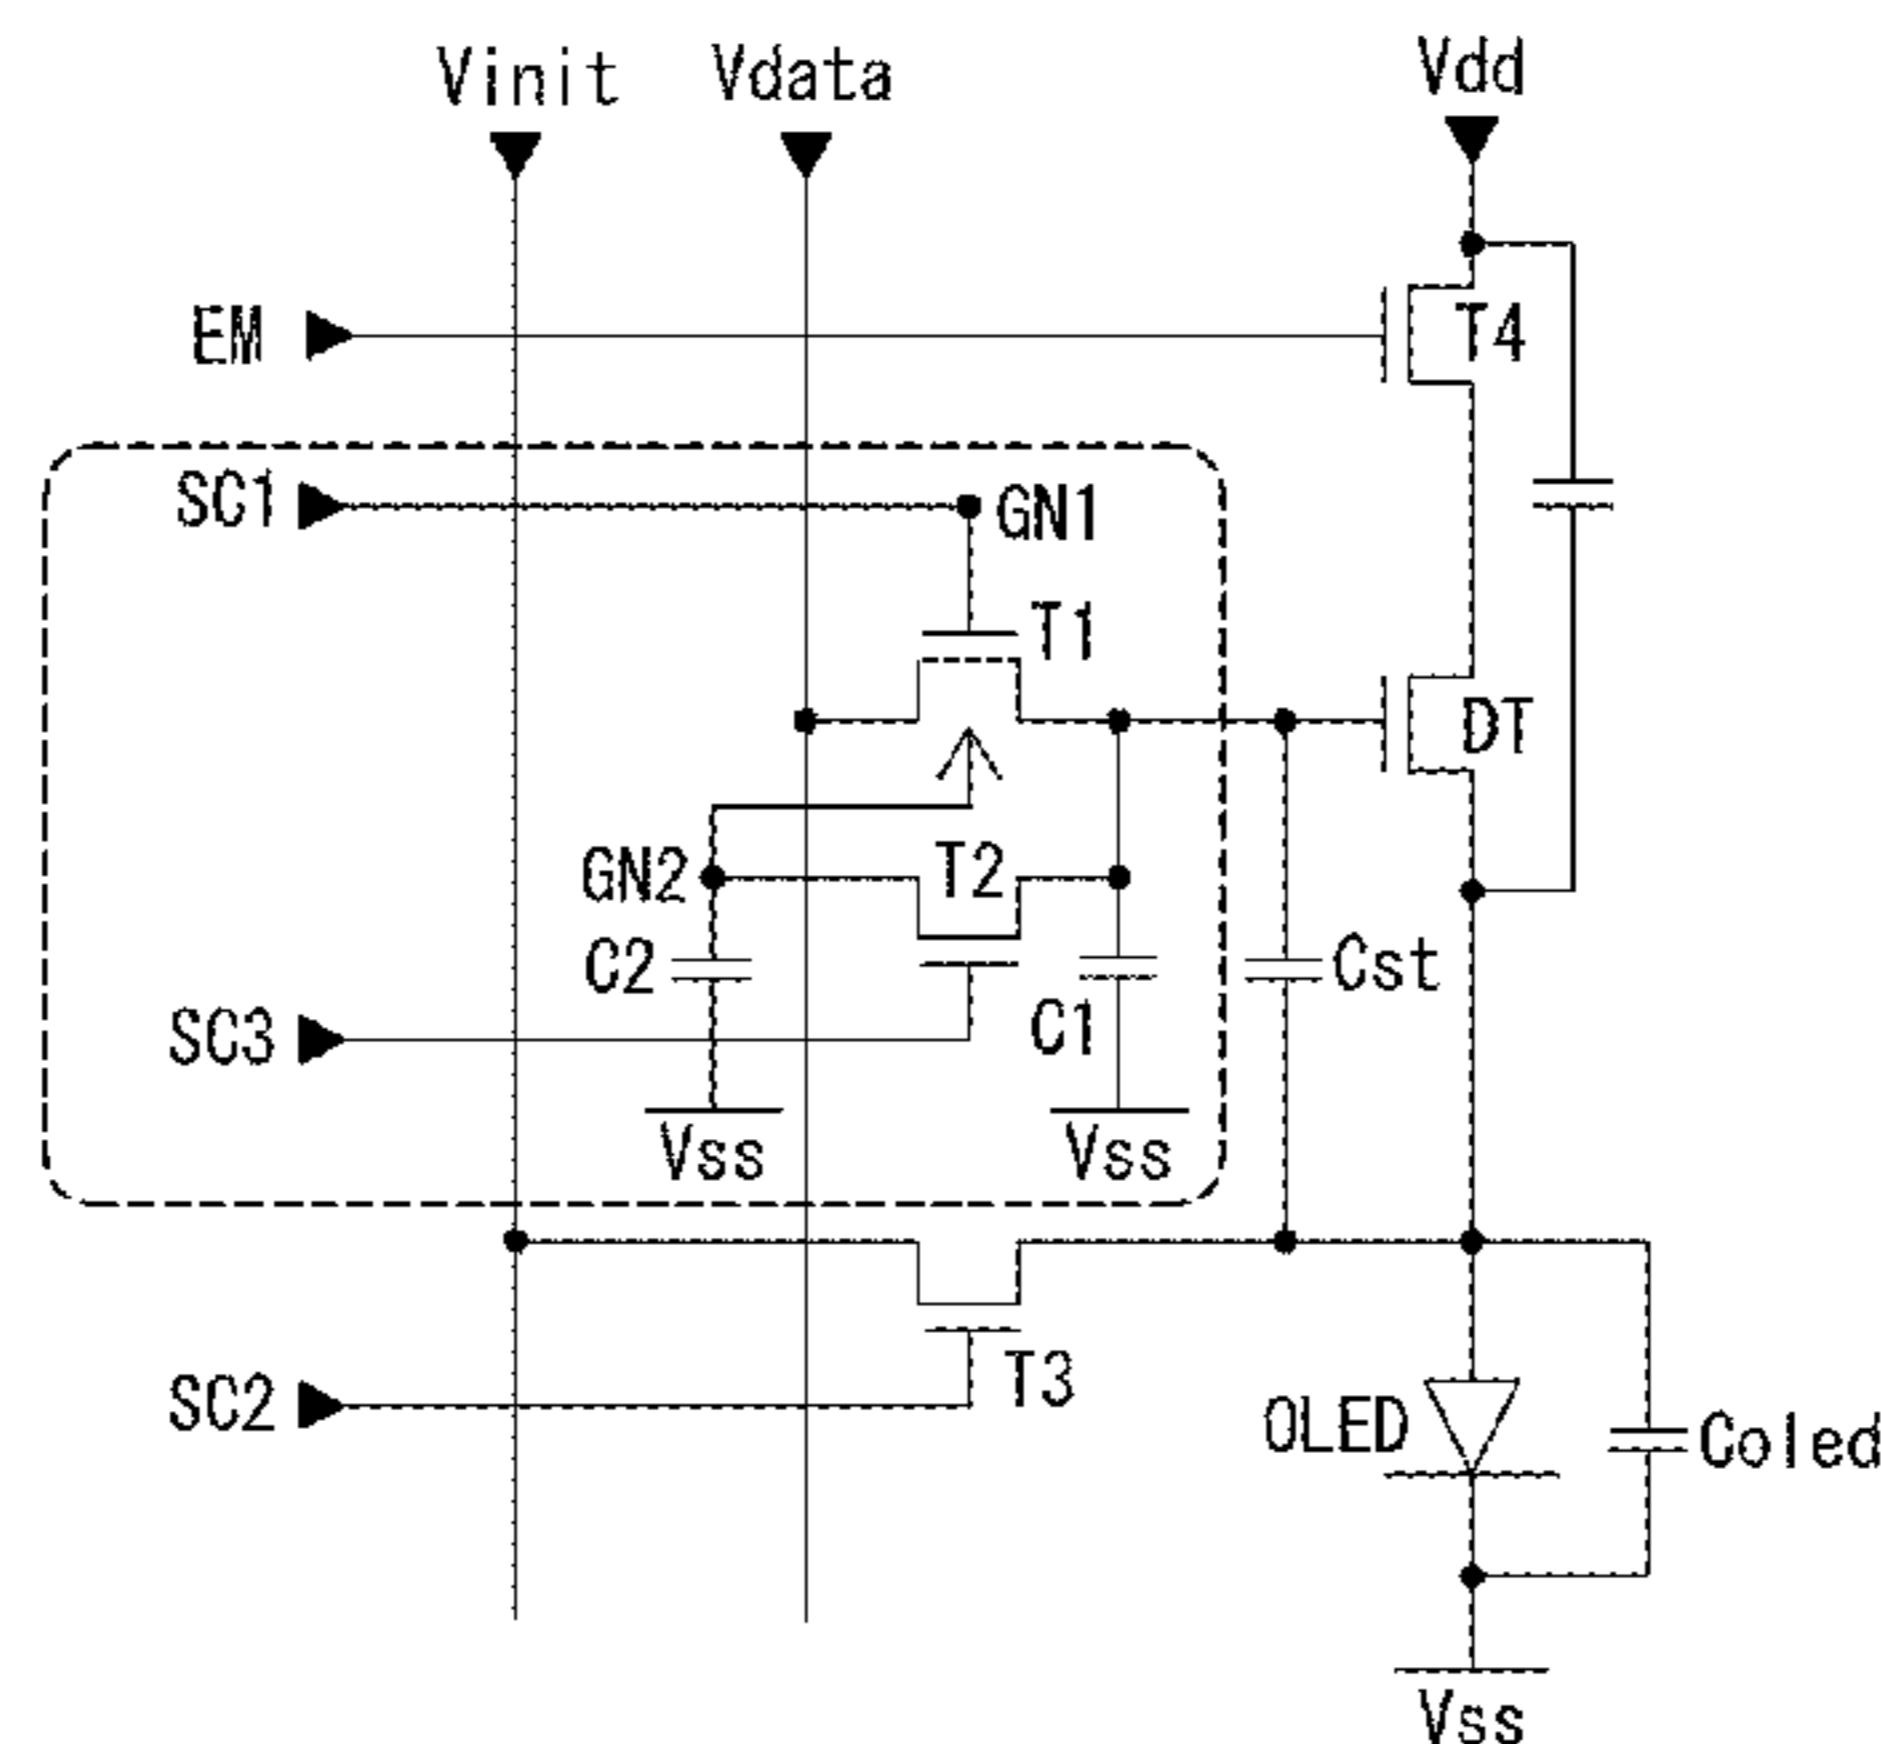 Vinit
Vdata
Vdd
EM
T4
SC1
GN1
T1
DT
GN2
T2
C2
Cst
SC3
C1
Vss
Vss
SC2
T3
OLED
Coled
Vss